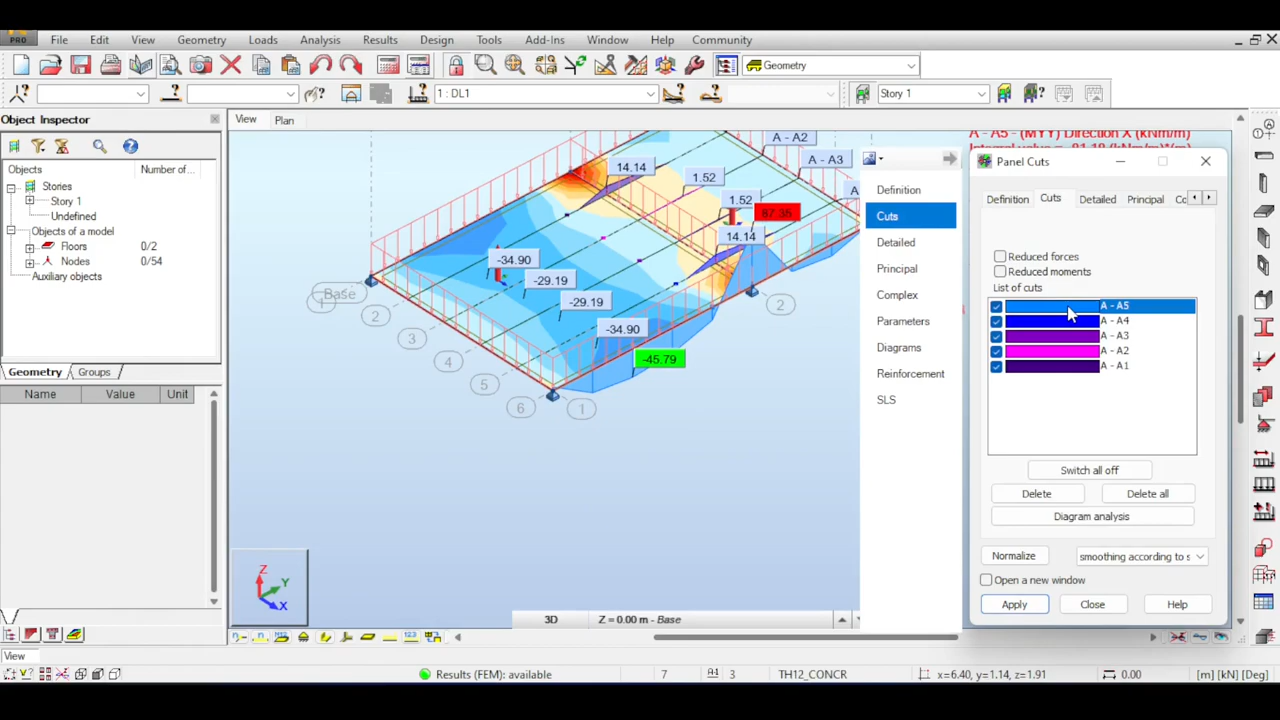 PRO File Edit View Geometry Loads Analysis Results Design Tools Add-Ins Window Help Community
Geometry
1 : DL1
Story 1
Object Inspector
Objects Number of...
Stories
Story 1
Undefined
Objects of a model
Floors 0/2
Nodes 0/54
Auxiliary objects
Geometry Groups
Name Value Unit
View Plan
A - A5 - (MYY) Direction X (kNm/m)
A - A2
A - A3
14.14
1.52
1.52
87.35
14.14
-34.90
-29.19
-29.19
-34.90
-45.79
Base
1
2
3
4
5
6
1
2
Z
Y
X
3D Z = 0.00 m - Base
Definition
Cuts
Detailed
Principal
Complex
Parameters
Diagrams
Reinforcement
SLS
Panel Cuts
Definition Cuts Detailed Principal Co
Reduced forces
Reduced moments
List of cuts
A - A5
A - A4
A - A3
A - A2
A - A1
Switch all off
Delete Delete all
Diagram analysis
Normalize smoothing according to s
Open a new window
Apply Close Help
View
Results (FEM): available 7 3 TH12_CONCR x=6.40, y=1.14, z=1.91 0.00 [m] [kN] [Deg]